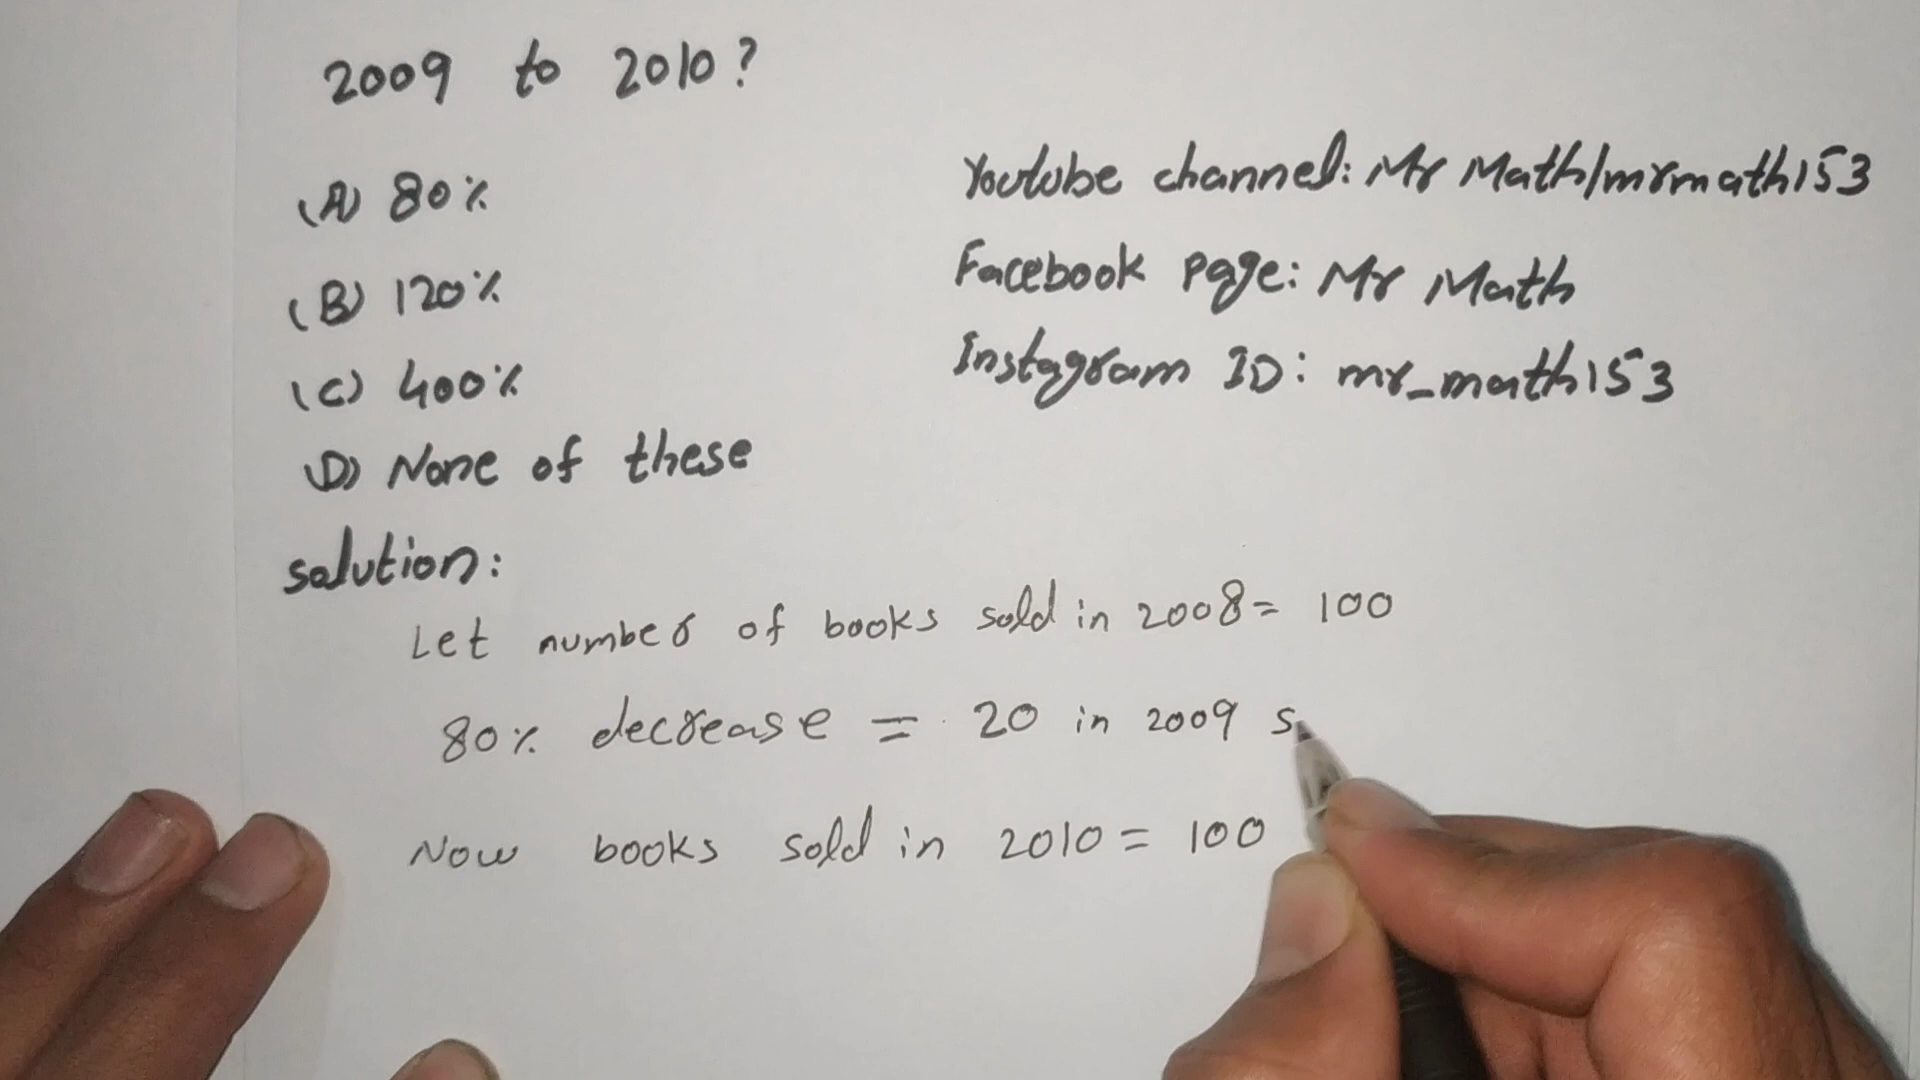 2009 to 2010?
(A) 80%
(B) 120%
(C) 400%
(D) None of these
Youtube channel: Mr Math/mrmath153
Facebook page: Mr Math
Instagram ID: mr_math153
solution:
Let number of books sold in 2008 = 100
80% decrease = 20 in 2009 s
Now books sold in 2010 = 100